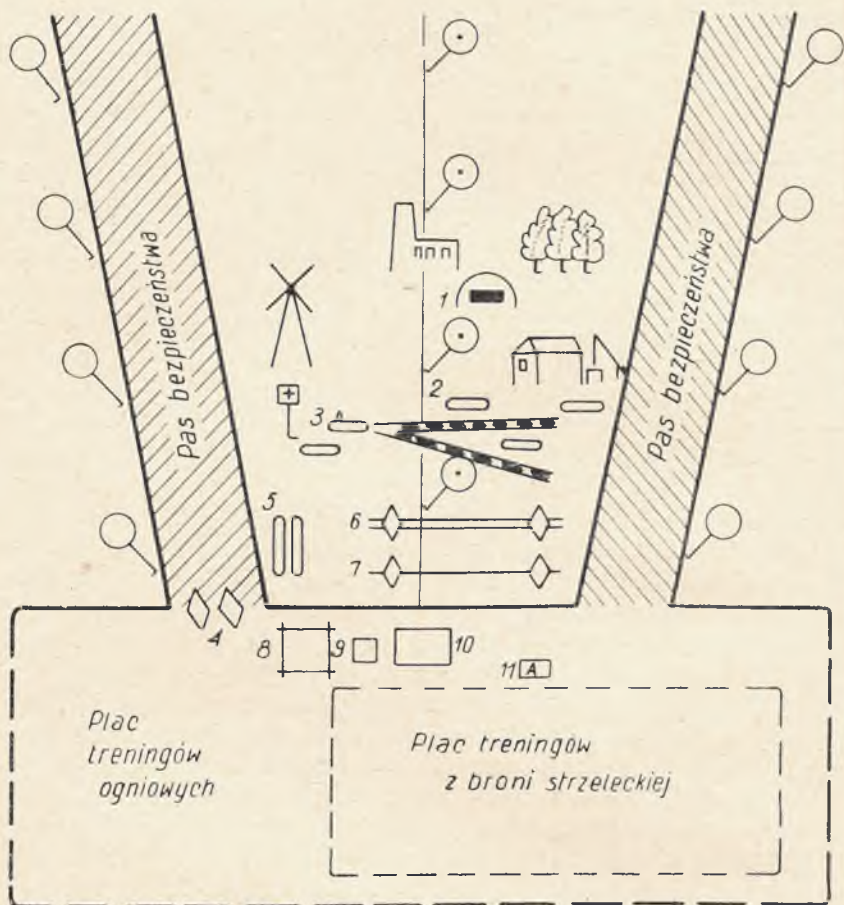 Pas bezpieczeństwa
Pas bezpieczeństwa
1
2
3
5
6
7
4
8
9
10
11 A
Plac
treningów
ogniowych
Plac treningów
z broni strzeleckiej